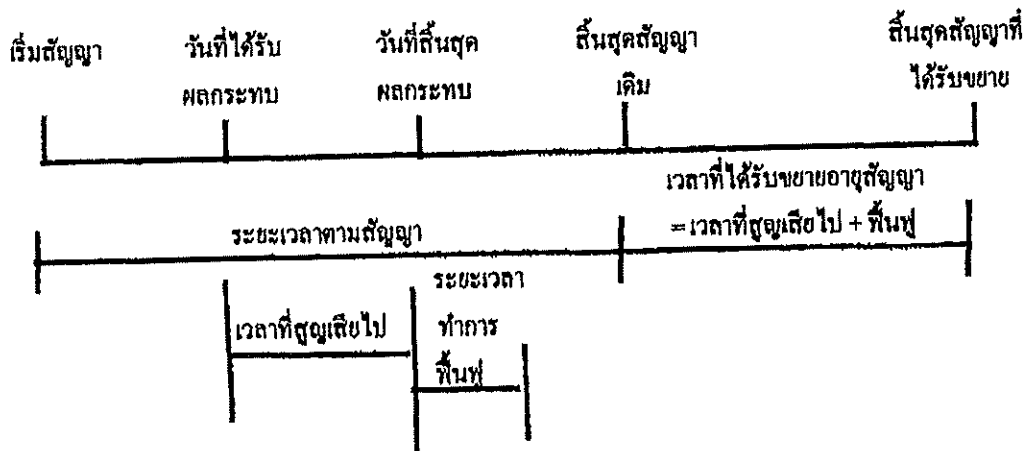 เริ่มสัญญา
วันที่ได้รับ
ผลกระทบ
วันที่สิ้นสุด
ผลกระทบ
สิ้นสุดสัญญา
เดิม
สิ้นสุดสัญญาที่
ได้รับขยาย
เวลาที่ได้รับขยายอายุสัญญา
=เวลาที่สูญเสียไป + ฟื้นฟู
ระยะเวลาตามสัญญา
เวลาที่สูญเสียไป
ระยะเวลา
ทำการ
ฟื้นฟู